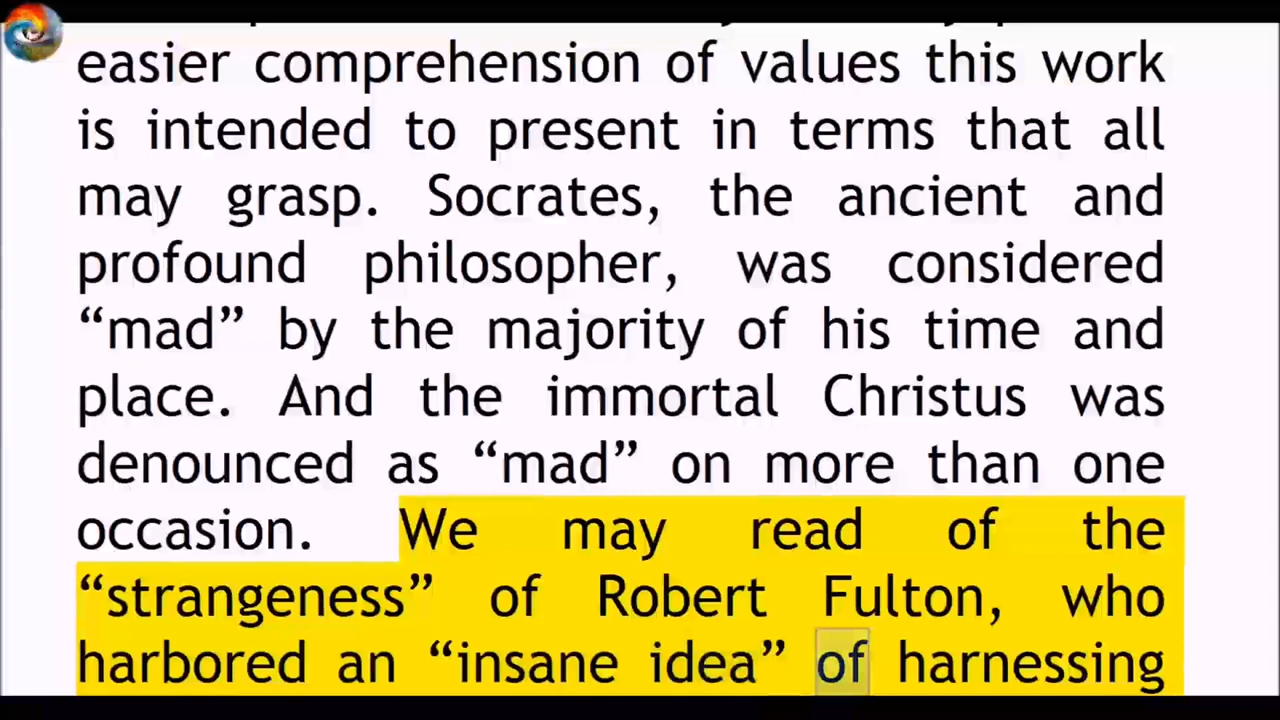 easier comprehension of values this work
is intended to present in terms that all
may grasp. Socrates, the ancient and
profound philosopher, was considered
“mad” by the majority of his time and
place. And the immortal Christus was
denounced as “mad” on more than one
occasion. We may read of the
“strangeness” of Robert Fulton, who
harbored an “insane idea” of harnessing